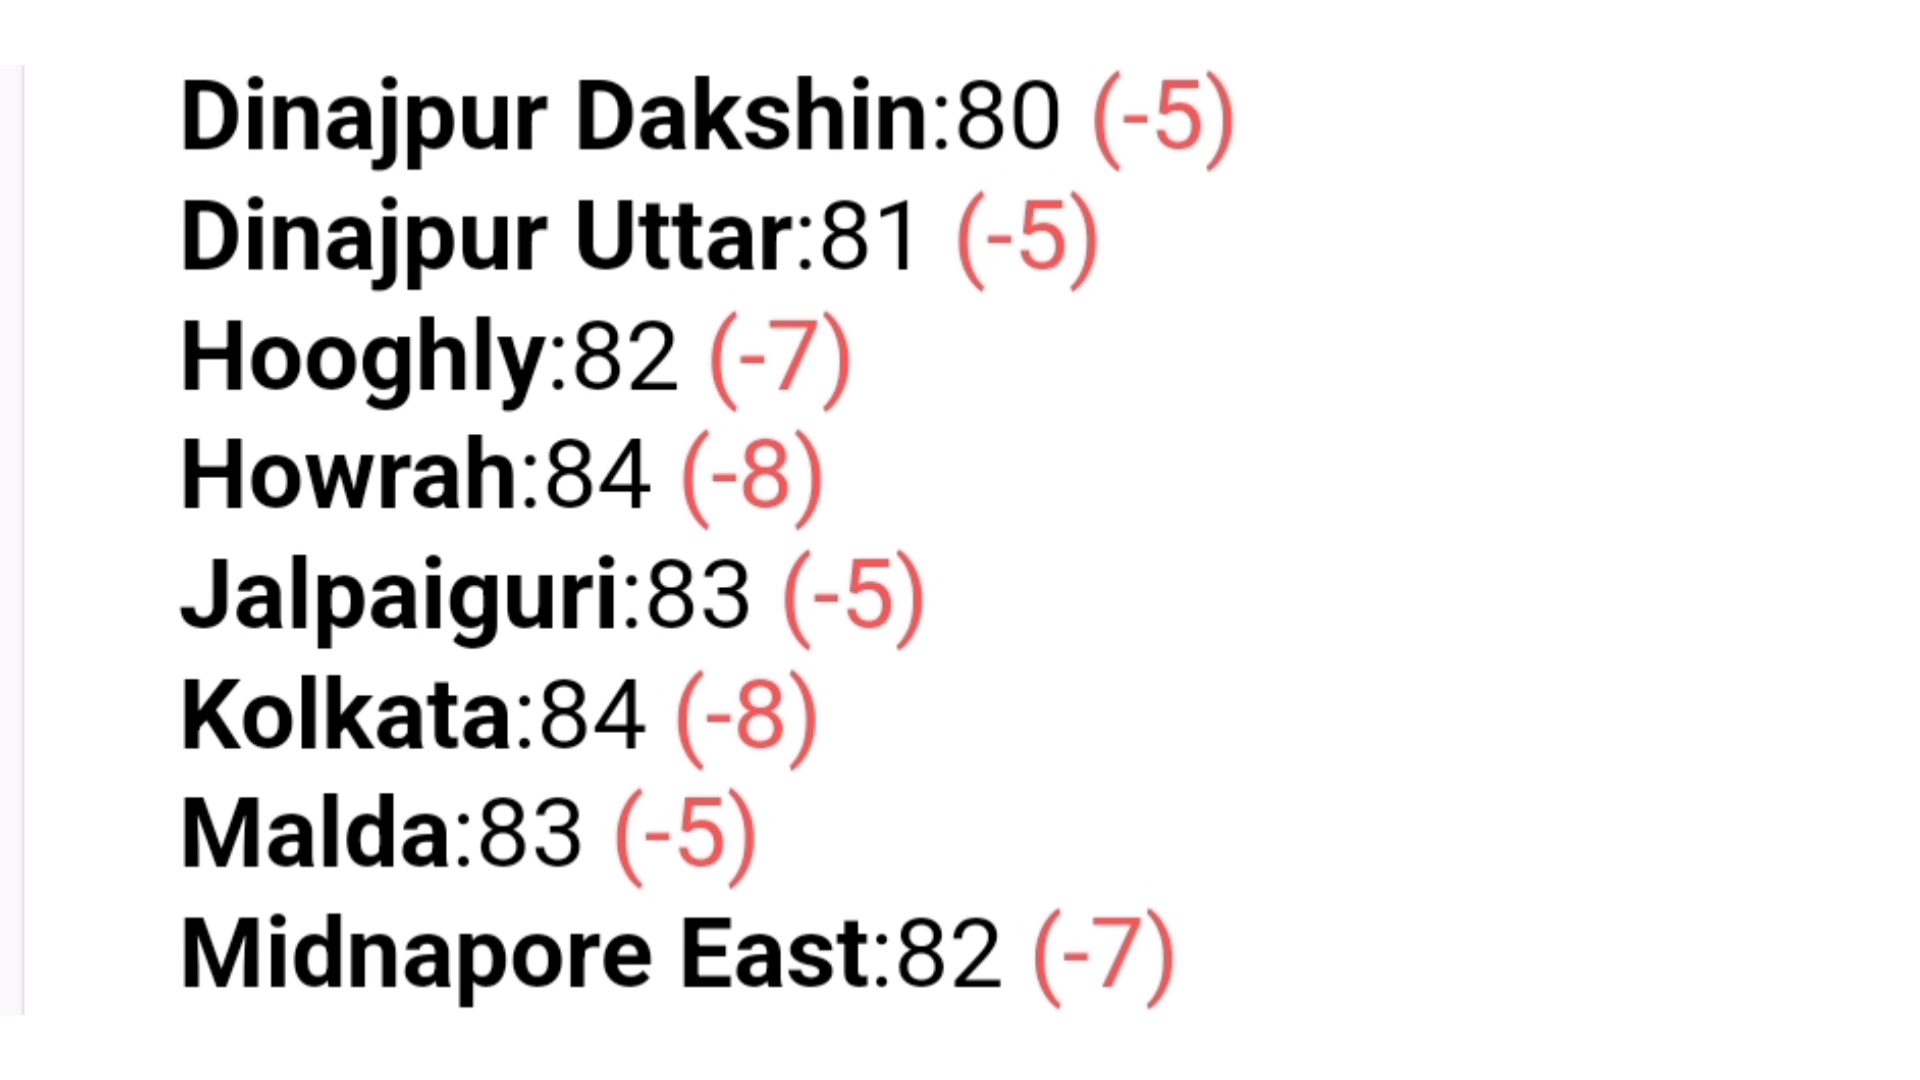 Dinajpur Dakshin:80 (-5)
Dinajpur Uttar:81 (-5)
Hooghly:82 (-7)
Howrah:84 (-8)
Jalpaiguri:83 (-5)
Kolkata:84 (-8)
Malda:83 (-5)
Midnapore East:82 (-7)